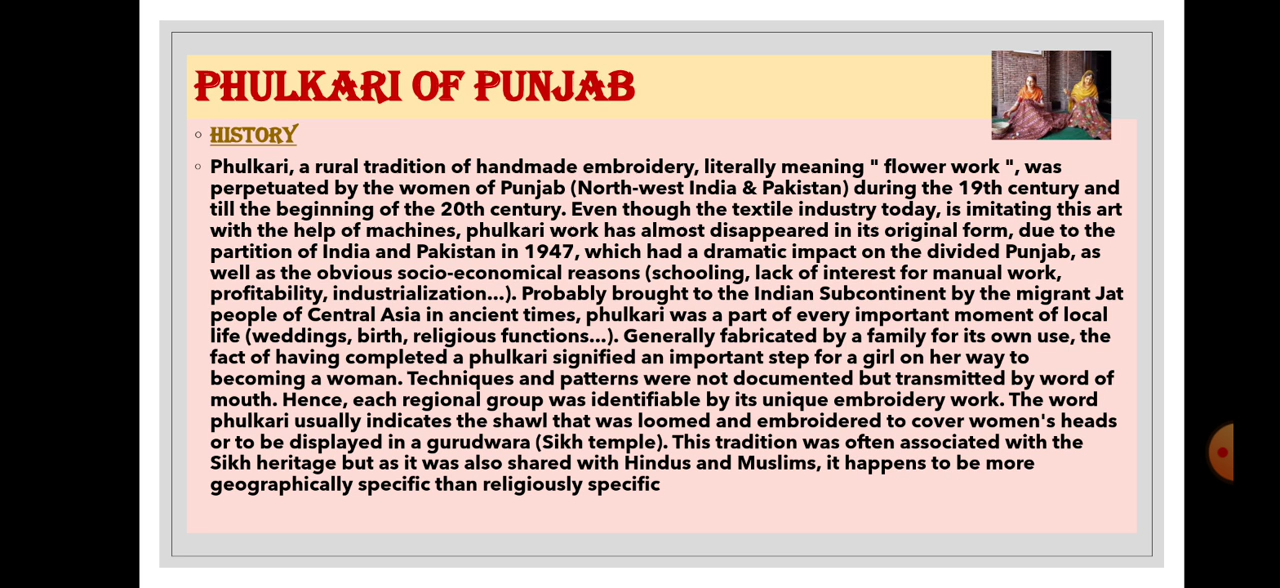 PHULKARI OF PUNJAB
◦ HISTORY
◦ Phulkari, a rural tradition of handmade embroidery, literally meaning " flower work ", was
perpetuated by the women of Punjab (North-west India & Pakistan) during the 19th century and
till the beginning of the 20th century. Even though the textile industry today, is imitating this art
with the help of machines, phulkari work has almost disappeared in its original form, due to the
partition of India and Pakistan in 1947, which had a dramatic impact on the divided Punjab, as
well as the obvious socio-economical reasons (schooling, lack of interest for manual work,
profitability, industrialization...). Probably brought to the Indian Subcontinent by the migrant Jat
people of Central Asia in ancient times, phulkari was a part of every important moment of local
life (weddings, birth, religious functions...). Generally fabricated by a family for its own use, the
fact of having completed a phulkari signified an important step for a girl on her way to
becoming a woman. Techniques and patterns were not documented but transmitted by word of
mouth. Hence, each regional group was identifiable by its unique embroidery work. The word
phulkari usually indicates the shawl that was loomed and embroidered to cover women's heads
or to be displayed in a gurudwara (Sikh temple). This tradition was often associated with the
Sikh heritage but as it was also shared with Hindus and Muslims, it happens to be more
geographically specific than religiously specific